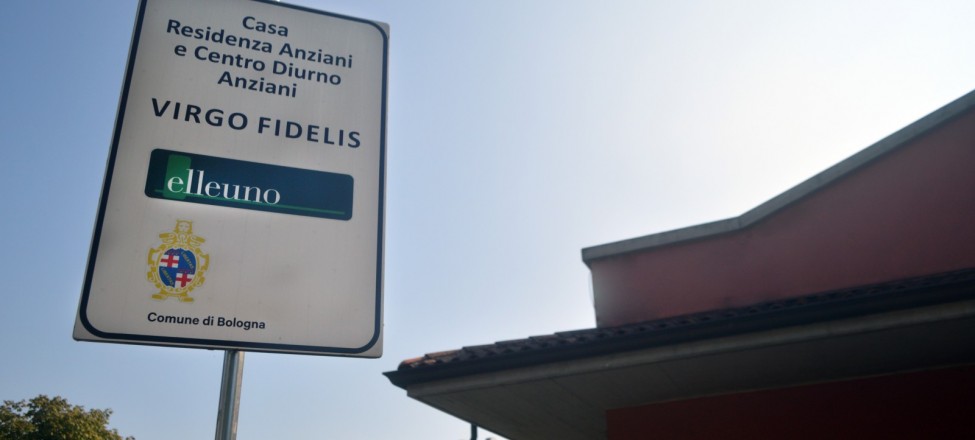 Casa
Residenza Anziani
e Centro Diurno
Anziani
VIRGO FIDELIS
elleuno
Comune di Bologna